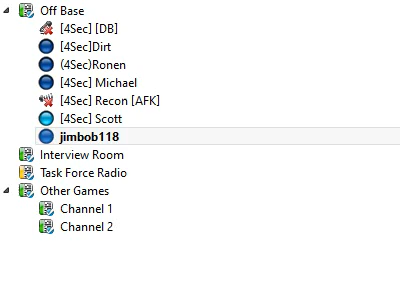 Off Base
[4Sec] [DB]
[4Sec]Dirt
(4Sec)Ronen
[4Sec] Michael
[4Sec] Recon [AFK]
[4Sec] Scott
jimbob118
Interview Room
Task Force Radio
Other Games
Channel 1
Channel 2